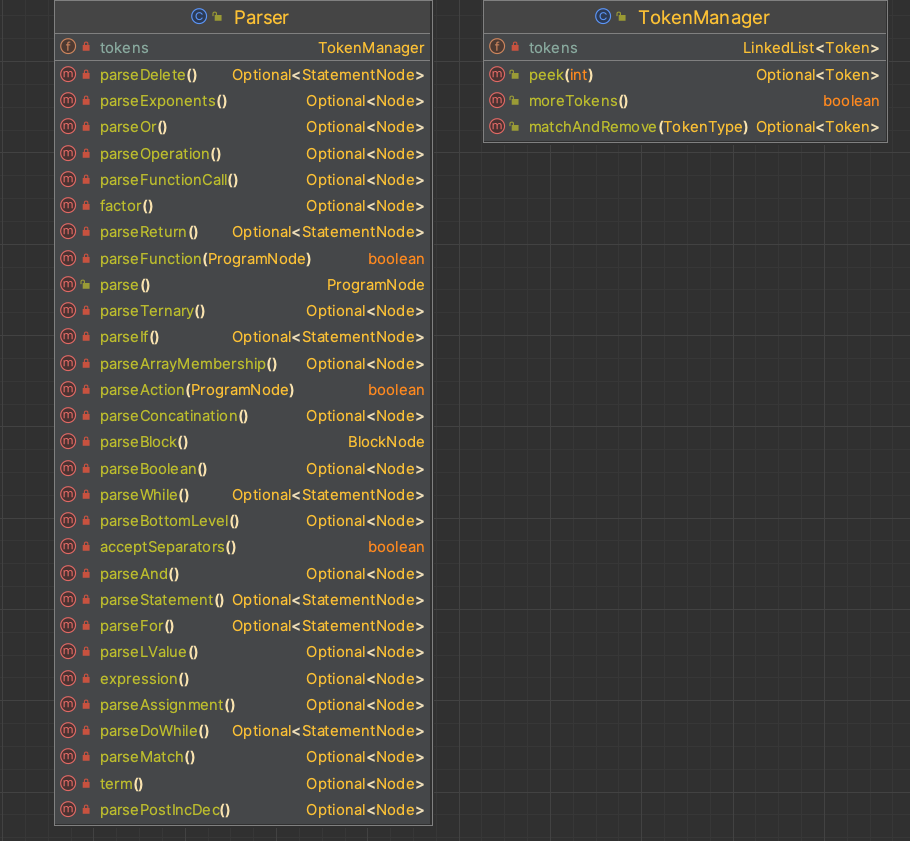 Parser
tokens TokenManager
parseDelete() Optional<StatementNode>
parseExponents() Optional<Node>
parseOr() Optional<Node>
parseOperation() Optional<Node>
parseFunctionCall() Optional<Node>
factor() Optional<Node>
parseReturn() Optional<StatementNode>
parseFunction(ProgramNode) boolean
parse() ProgramNode
parseTernary() Optional<Node>
parseIf() Optional<StatementNode>
parseArrayMembership() Optional<Node>
parseAction(ProgramNode) boolean
parseConcatination() Optional<Node>
parseBlock() BlockNode
parseBoolean() Optional<Node>
parseWhile() Optional<StatementNode>
parseBottomLevel() Optional<Node>
acceptSeparators() boolean
parseAnd() Optional<Node>
parseStatement() Optional<StatementNode>
parseFor() Optional<StatementNode>
parseLValue() Optional<Node>
expression() Optional<Node>
parseAssignment() Optional<Node>
parseDoWhile() Optional<StatementNode>
parseMatch() Optional<Node>
term() Optional<Node>
parsePostIncDec() Optional<Node>
TokenManager
tokens LinkedList<Token>
peek(int) Optional<Token>
moreTokens() boolean
matchAndRemove(TokenType) Optional<Token>